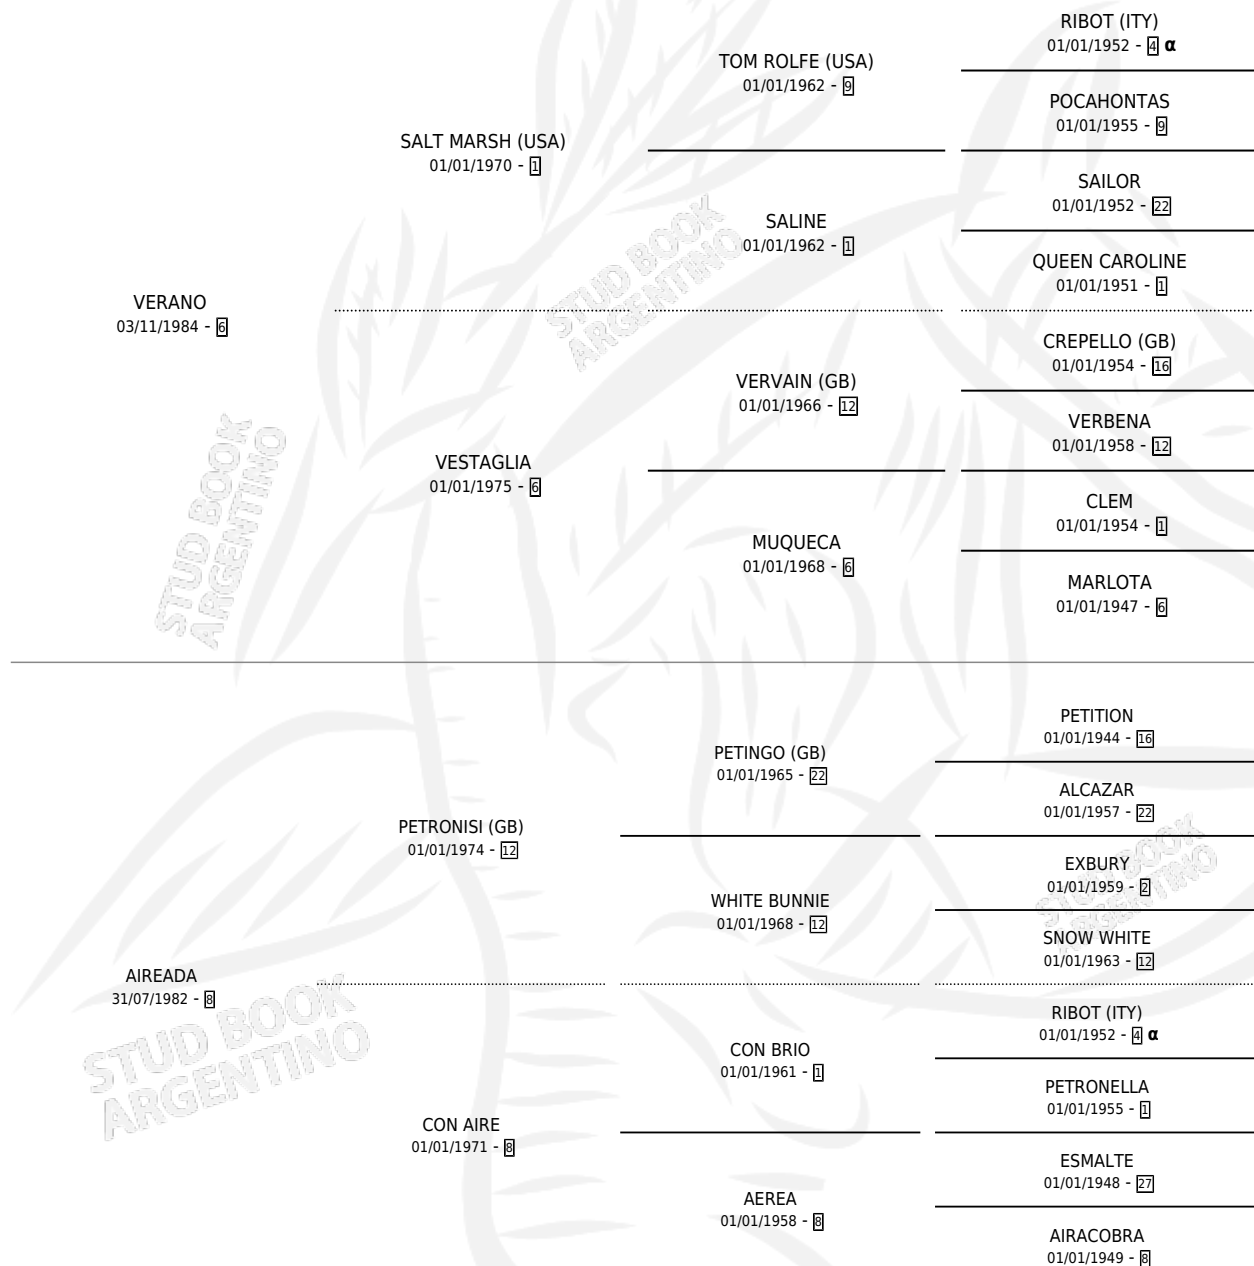 RIBOT (ITY)
01/01/1952 - 4 α
TOM ROLFE (USA)
01/01/1962 - 9
POCAHONTAS
01/01/1955 - 9
SALT MARSH (USA)
01/01/1970 - 1
SAILOR
01/01/1952 - 22
SALINE
01/01/1962 - 1
QUEEN CAROLINE
01/01/1951 - 1
STUD BOOK
ARGENTINO
VERANO
03/11/1984 - 6
CREPELLO (GB)
01/01/1954 - 16
VERVAIN (GB)
01/01/1966 - 12
VERBENA
01/01/1958 - 12
VESTAGLIA
01/01/1975 - 6
CLEM
01/01/1954 - 1
MUQUECA
01/01/1968 - 6
MARLOTA
01/01/1947 - 6
STUD BOOK
ARGENTINO
PETITION
01/01/1944 - 16
PETINGO (GB)
01/01/1965 - 22
ALCAZAR
01/01/1957 - 22
PETRONISI (GB)
01/01/1974 - 12
EXBURY
01/01/1959 - 2
WHITE BUNNIE
01/01/1968 - 12
SNOW WHITE
01/01/1963 - 12
STUD BOOK
ARGENTINO
AIREADA
31/07/1982 - 8
RIBOT (ITY)
01/01/1952 - 4 α
CON BRIO
01/01/1961 - 1
PETRONELLA
01/01/1955 - 1
CON AIRE
01/01/1971 - 8
ESMALTE
01/01/1948 - 27
AEREA
01/01/1958 - 8
AIRACOBRA
01/01/1949 - 8
STUD BOOK
ARGENTINO